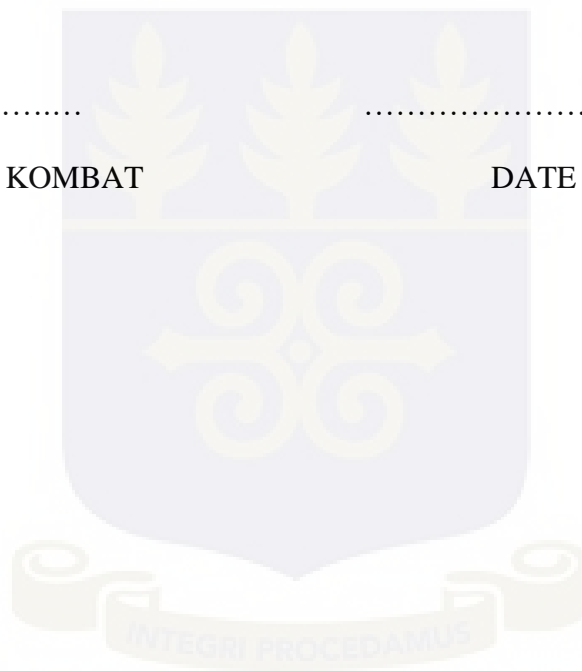 …..… ……………………
KOMBAT DATE
INTEGRI PROCEDAMUS